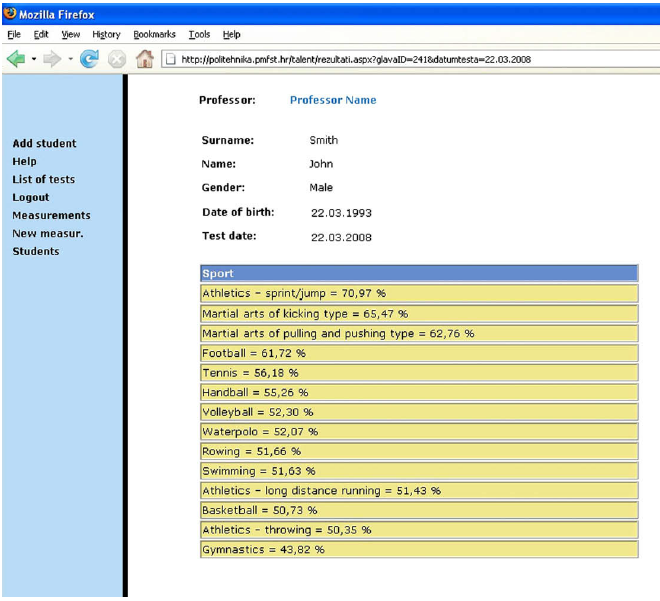 Mozilla Firefox
File Edit View History Bookmarks Tools Help
http://politehnika.pmfst.hr/talent/rezultati.aspx?glavaID=241&datumtesta=22.03.2008
Add student
Help
List of tests
Logout
Measurements
New measur.
Students
Professor: Professor Name
Surname: Smith
Name: John
Gender: Male
Date of birth: 22.03.1993
Test date: 22.03.2008
Sport
Athletics - sprint/jump = 70,97 %
Martial arts of kicking type = 65,47 %
Martial arts of pulling and pushing type = 62,76 %
Football = 61,72 %
Tennis = 56,18 %
Handball = 55,26 %
Volleyball = 52,30 %
Waterpolo = 52,07 %
Rowing = 51,66 %
Swimming = 51,63 %
Athletics - long distance running = 51,43 %
Basketball = 50,73 %
Athletics - throwing = 50,35 %
Gymnastics = 43,82 %